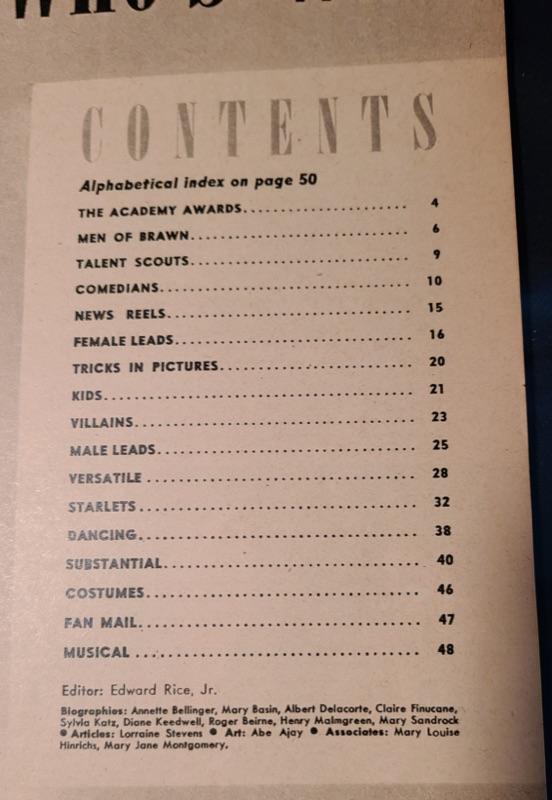 WHO'S
CONTENTS
Alphabetical index on page 50
THE ACADEMY AWARDS........................ 4
MEN OF BRAWN................................ 6
TALENT SCOUTS................................ 9
COMEDIANS.................................... 10
NEWS REELS................................... 15
FEMALE LEADS................................. 16
TRICKS IN PICTURES........................... 20
KIDS............................................ 21
VILLAINS........................................ 23
MALE LEADS.................................... 25
VERSATILE ..................................... 28
STARLETS....................................... 32
DANCING....................................... 38
SUBSTANTIAL................................... 40
COSTUMES...................................... 46
FAN MAIL....................................... 47
MUSICAL ....................................... 48
Editor: Edward Rice, Jr.
Biographies: Annette Bellinger, Mary Basin, Albert Delacorte, Claire Finucane,
Sylvia Katz, Diane Keedwell, Roger Beirne, Henry Malmgreen, Mary Sandrock
● Articles: Lorraine Stevens ● Art: Abe Ajay ● Associates: Mary Louise
Hinrichs, Mary Jane Montgomery.